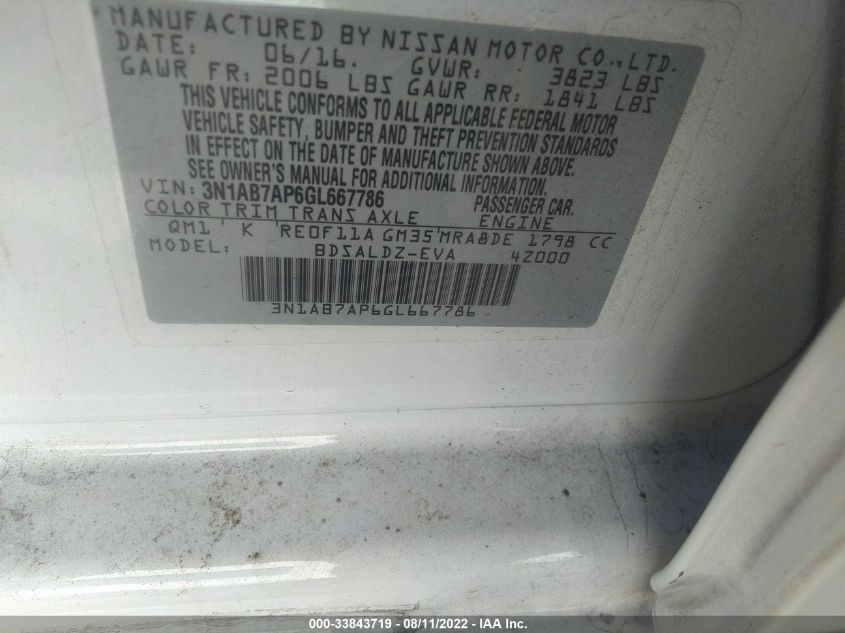 MANUFACTURED BY NISSAN MOTOR CO., LTD.
DATE: 06/16. GVWR: 3823 LBS
GAWR FR: 2006 LBS GAWR RR: 1841 LBS
THIS VEHICLE CONFORMS TO ALL APPLICABLE FEDERAL MOTOR
VEHICLE SAFETY, BUMPER AND THEFT PREVENTION STANDARDS
IN EFFECT ON THE DATE OF MANUFACTURE SHOWN ABOVE.
SEE OWNER'S MANUAL FOR ADDITIONAL INFORMATION.
VIN: 3N1AB7AP6GL667786 PASSENGER CAR.
COLOR TRIM TRANS AXLE ENGINE
QM1 K RE0F11A GM35 MRA8DE 1798 CC
MODEL: BDSALDZ-EVA 4Z000
3N1AB7AP6GL667786
IAA
000-33843719 - 08/11/2022 - IAA Inc.